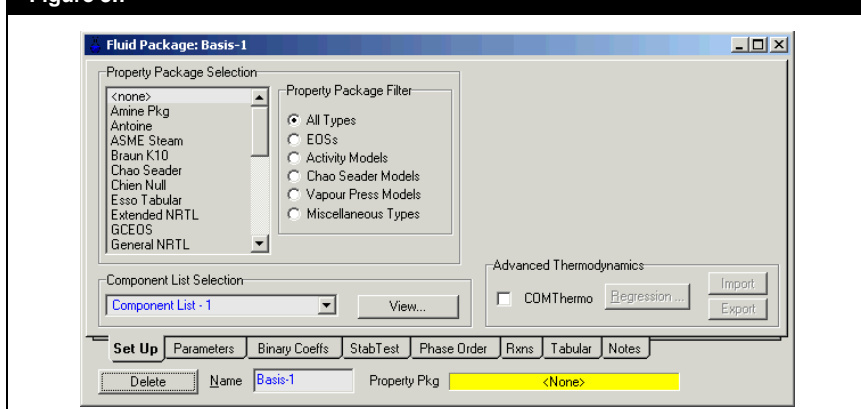 Fluid Package: Basis-1
Property Package Selection
<none>
Amine Pkg
Antoine
ASME Steam
Braun K10
Chao Seader
Chien Null
Esso Tabular
Extended NRTL
GCEOS
General NRTL
Property Package Filter
All Types
EOSs
Activity Models
Chao Seader Models
Vapour Press Models
Miscellaneous Types
Component List Selection
Component List - 1
View...
Advanced Thermodynamics
COMThermo
Regression ...
Import
Export
Set Up Parameters Binary Coeffs StabTest Phase Order Rxns Tabular Notes
Delete Name Basis-1 Property Pkg <None>